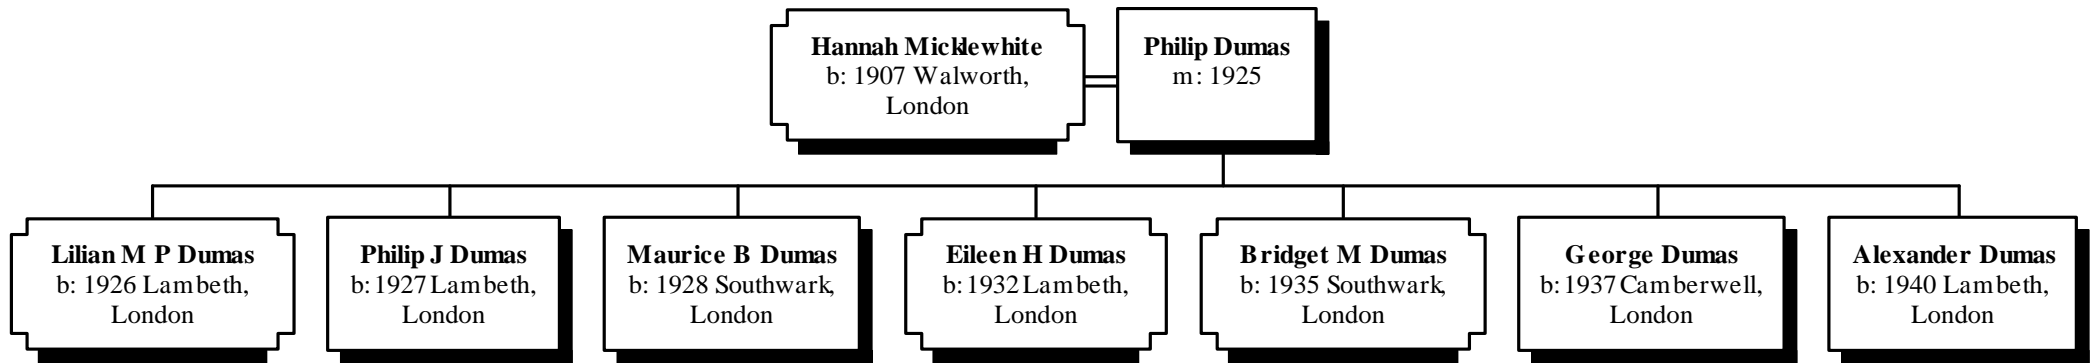 Hannah Micklewhite
b: 1907 Walworth,
London
Philip Dumas
m: 1925
Lilian M P Dumas
b: 1926 Lambeth,
London
Philip J Dumas
b: 1927 Lambeth,
London
Maurice B Dumas
b: 1928 Southwark,
London
Eileen H Dumas
b: 1932 Lambeth,
London
Bridget M Dumas
b: 1935 Southwark,
London
George Dumas
b: 1937 Camberwell,
London
Alexander Dumas
b: 1940 Lambeth,
London